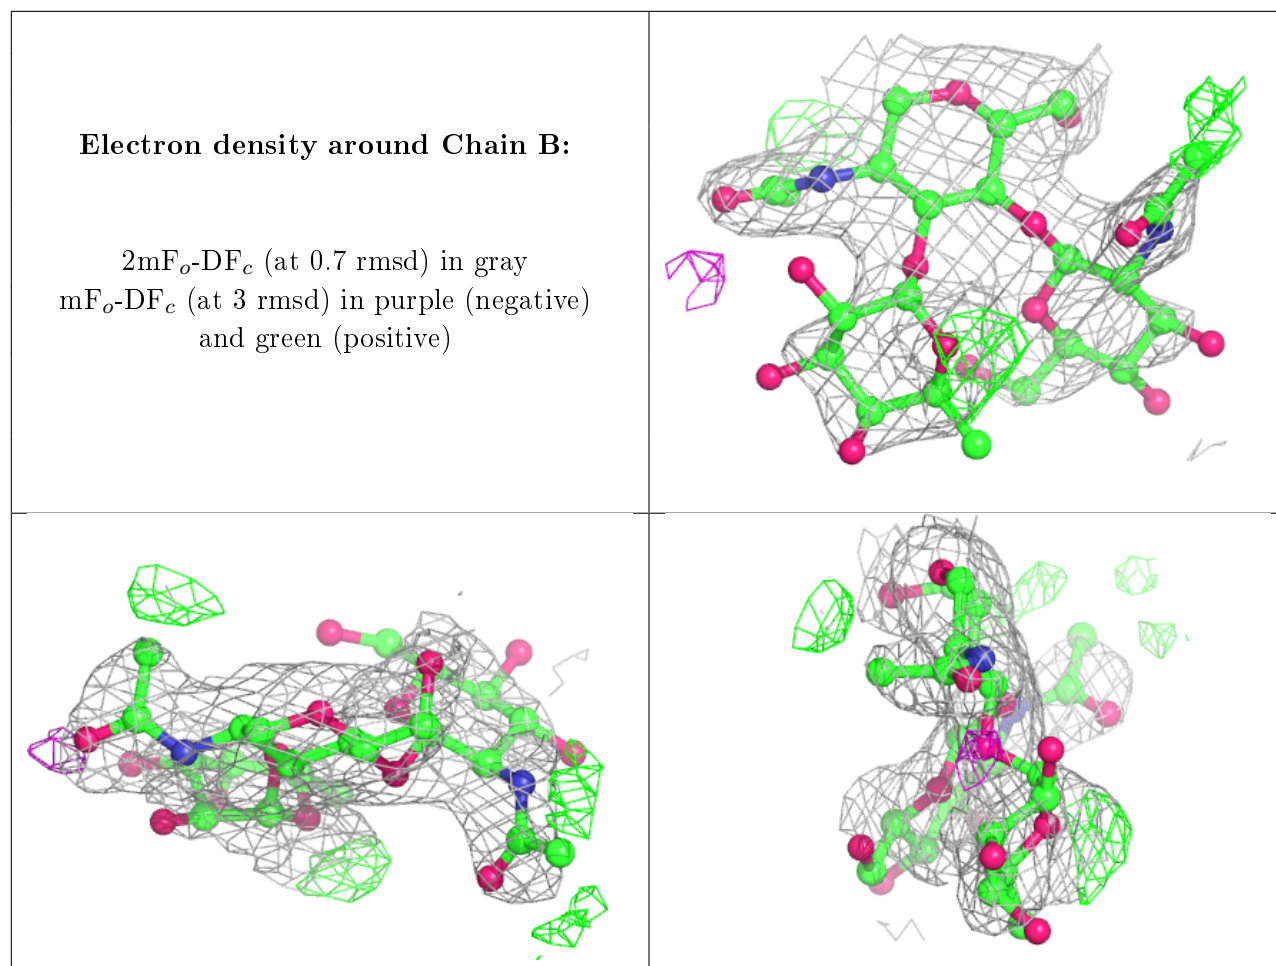 Electron density around Chain B:
2mFo-DFc (at 0.7 rmsd) in gray
mFo-DFc (at 3 rmsd) in purple (negative)
and green (positive)